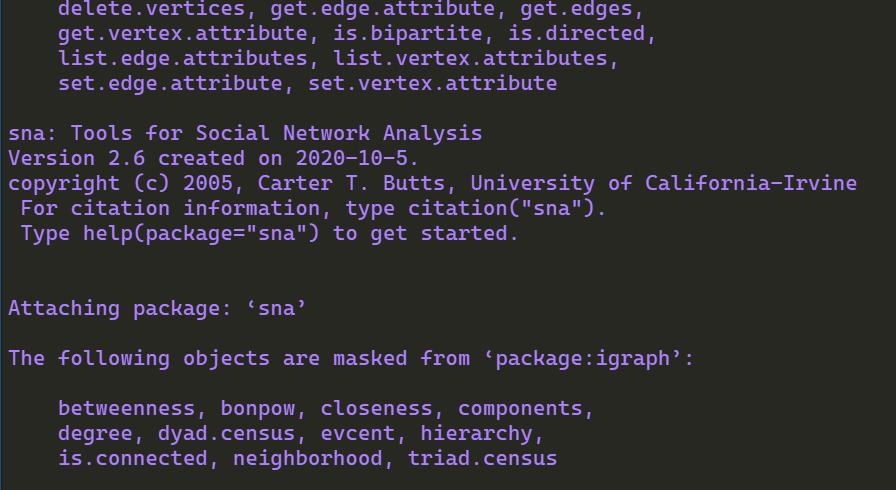 delete.vertices, get.edge.attribute, get.edges,
get.vertex.attribute, is.bipartite, is.directed,
list.edge.attributes, list.vertex.attributes,
set.edge.attribute, set.vertex.attribute
sna: Tools for Social Network Analysis
Version 2.6 created on 2020-10-5.
copyright (c) 2005, Carter T. Butts, University of California-Irvine
For citation information, type citation("sna").
Type help(package="sna") to get started.
Attaching package: ‘sna’
The following objects are masked from ‘package:igraph’:
betweenness, bonpow, closeness, components,
degree, dyad.census, evcent, hierarchy,
is.connected, neighborhood, triad.census